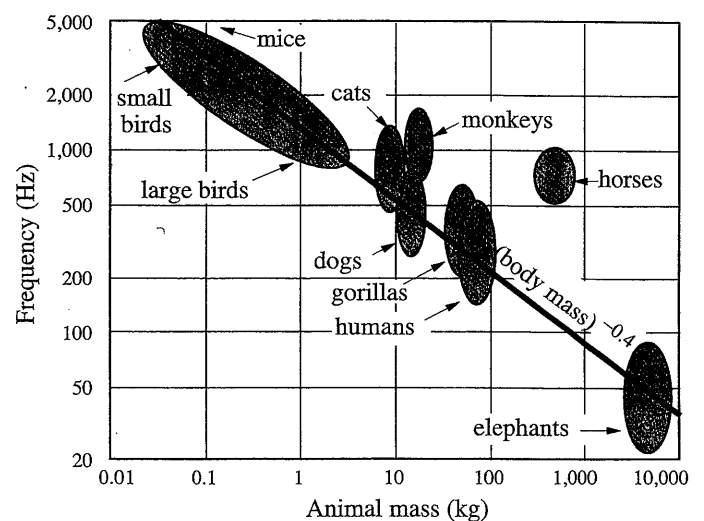 5,000
mice
2,000
small
birds
cats
monkeys
1,000
large birds
horses
500
dogs
gorillas
humans
(body mass) −0.4
200
100
50
elephants
20
0.01
0.1
1
10
100
1,000
10,000
Frequency (Hz)
Animal mass (kg)